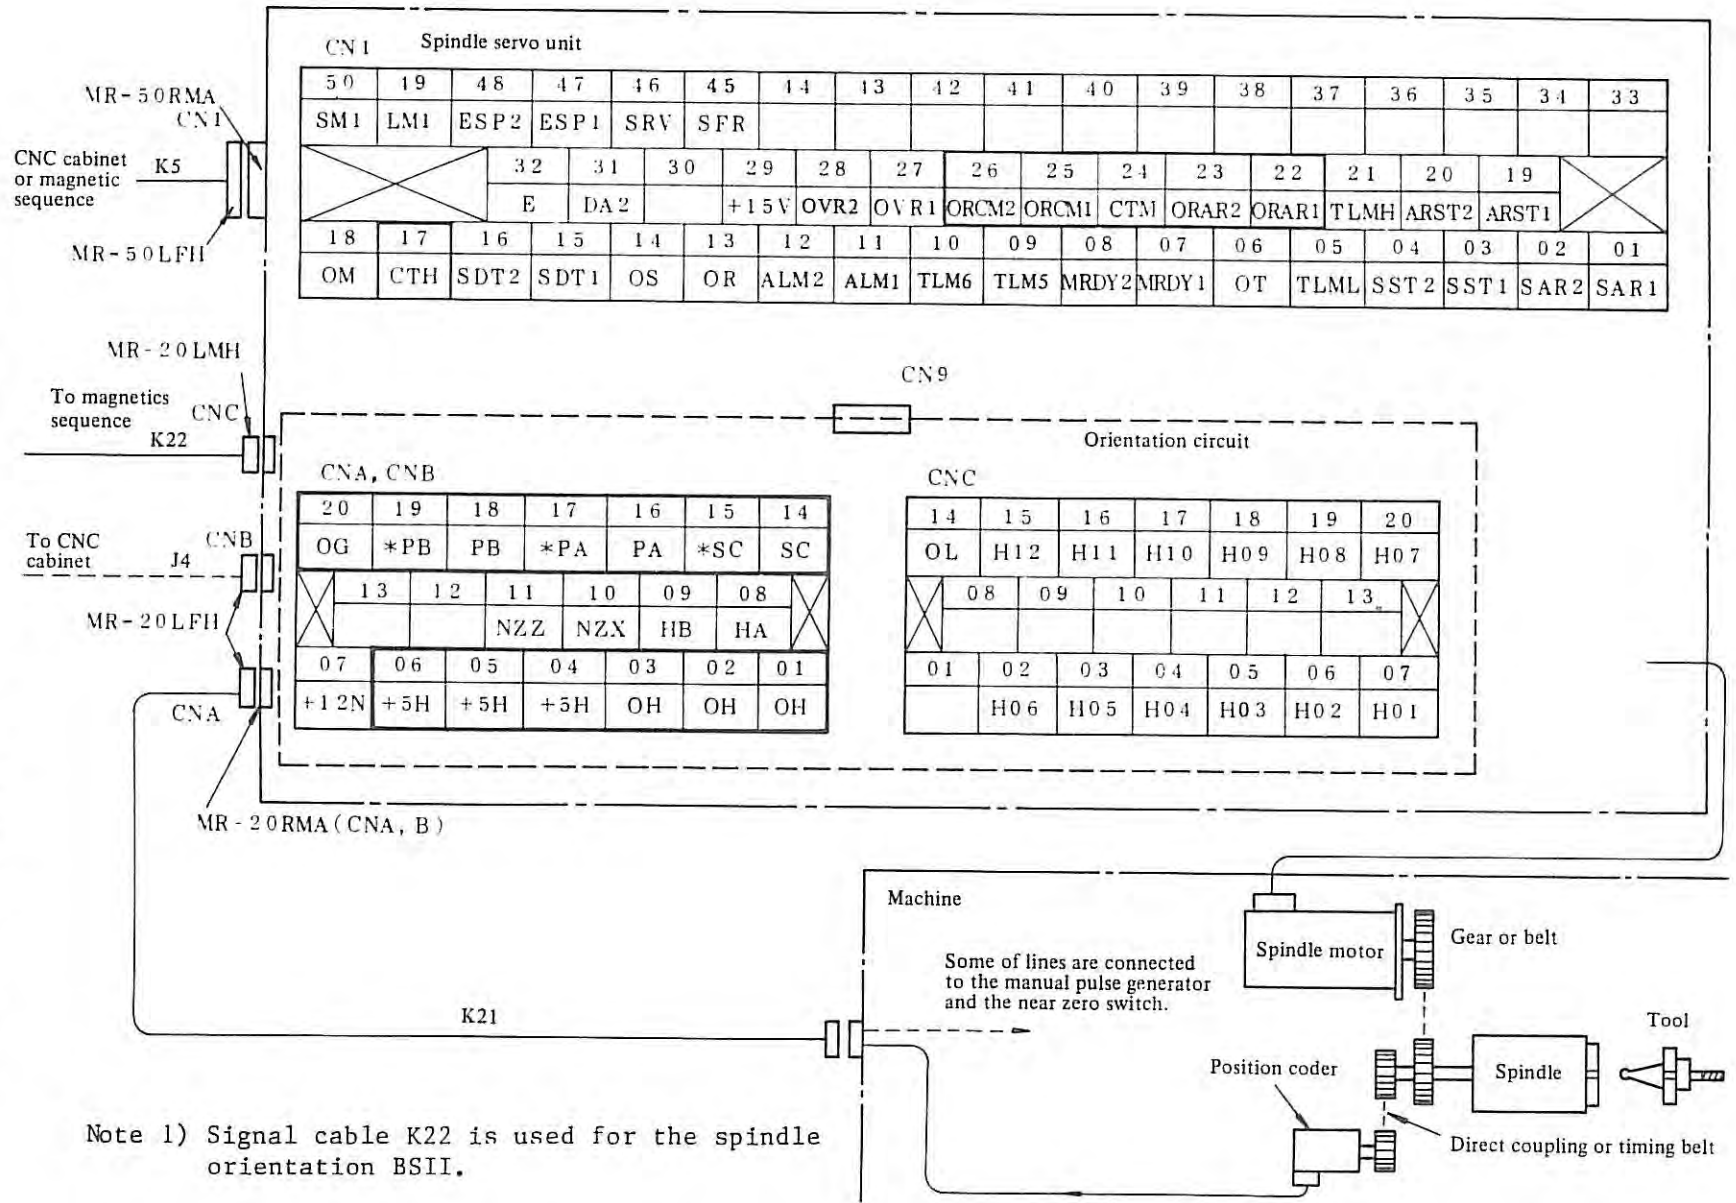 CN1 Spindle servo unit
MR-50RMA
CN1
CNC cabinet
or magnetic
sequence
K5
MR-50LFH
50 49 48 47 46 45 44 43 42 41 40 39 38 37 36 35 34 33
SM1 LM1 ESP2 ESP1 SRV SFR
32 31 30 29 28 27 26 25 24 23 22 21 20 19
E DA2 +15V OVR2 OVR1 ORCM2 ORCM1 CTM ORAR2 ORAR1 TLMH ARST2 ARST1
18 17 16 15 14 13 12 11 10 09 08 07 06 05 04 03 02 01
OM CTH SDT2 SDT1 OS OR ALM2 ALM1 TLM6 TLM5 MRDY2 MRDY1 OT TLML SST2 SST1 SAR2 SAR1
MR-20LMH
To magnetics
sequence
CNC
K22
CN9
Orientation circuit
CNA, CNB
20 19 18 17 16 15 14
OG *PB PB *PA PA *SC SC
13 12 11 10 09 08
NZZ NZX HB HA
07 06 05 04 03 02 01
+12N +5H +5H +5H OH OH OH
CNC
14 15 16 17 18 19 20
OL H12 H11 H10 H09 H08 H07
08 09 10 11 12 13
01 02 03 04 05 06 07
H06 H05 H04 H03 H02 H01
To CNC
cabinet
CNB
J4
MR-20LFH
CNA
MR-20RMA(CNA, B)
Machine
Some of lines are connected
to the manual pulse generator
and the near zero switch.
K21
Spindle motor
Gear or belt
Tool
Position coder
Spindle
Direct coupling or timing belt
Note 1) Signal cable K22 is used for the spindle
orientation BSII.